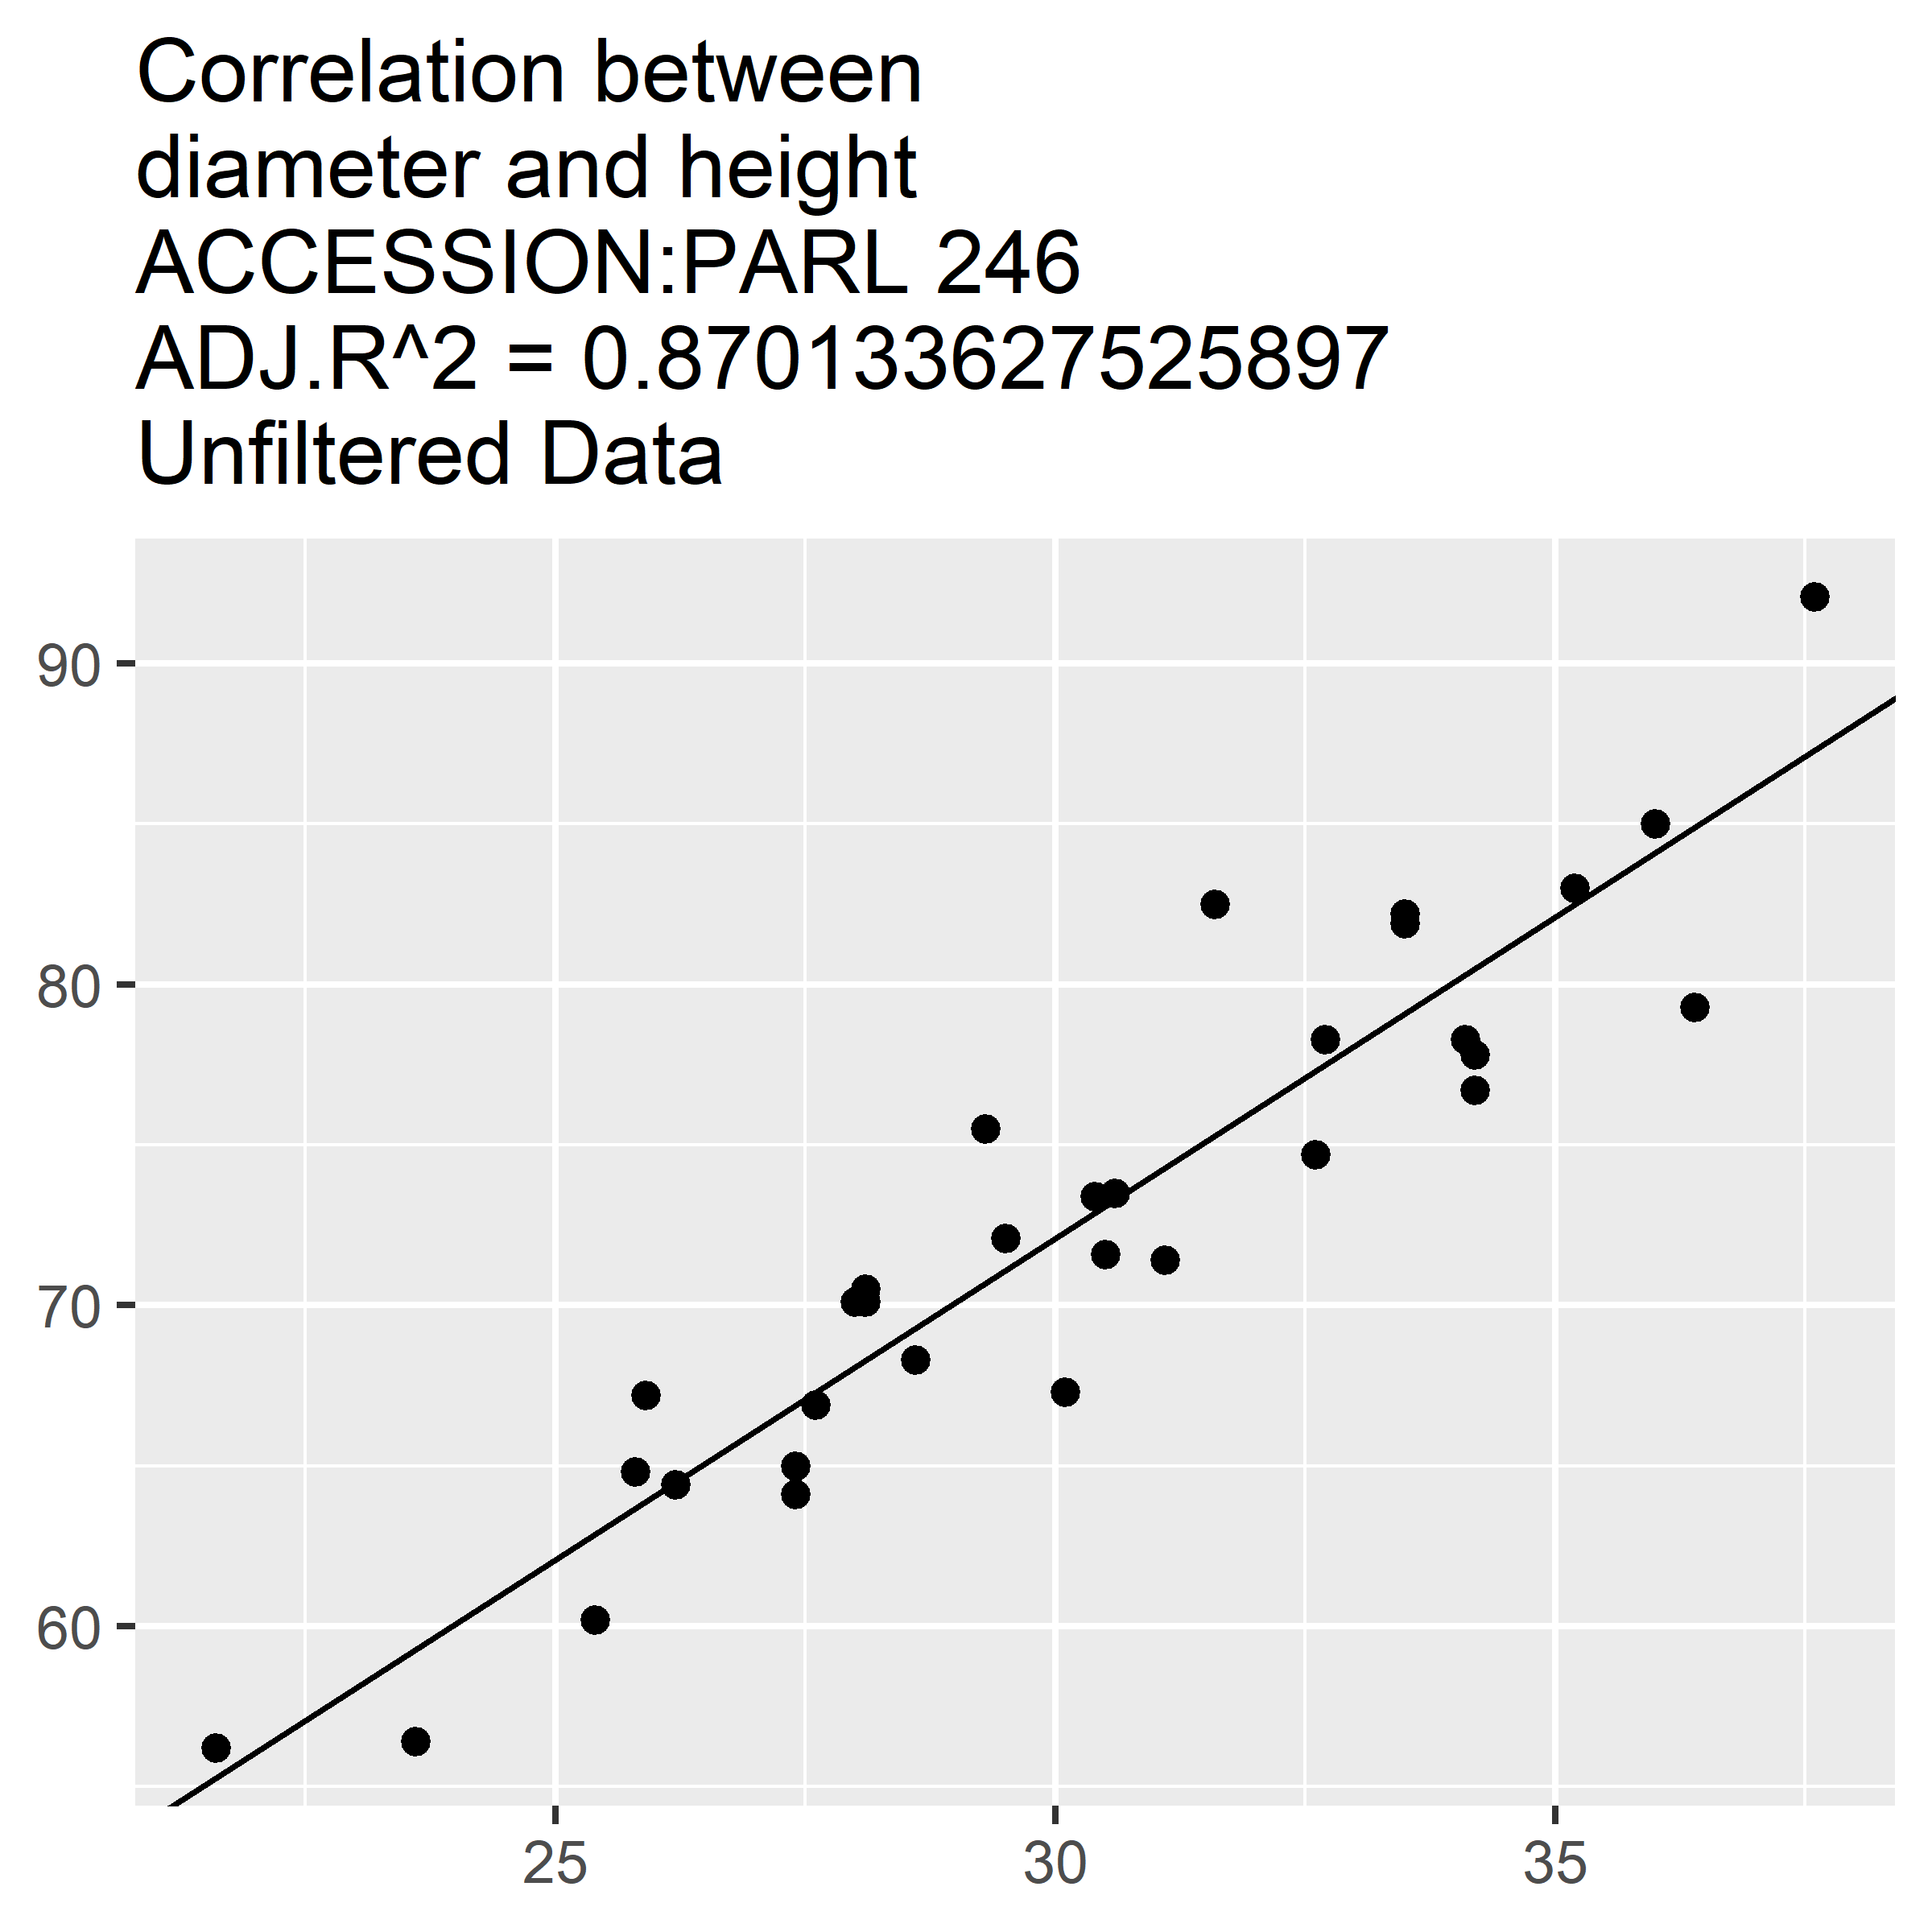 Correlation between
diameter and height
ACCESSION:PARL 246
ADJ.R^2 = 0.870133627525897
Unfiltered Data
90
80
70
60
25 30 35